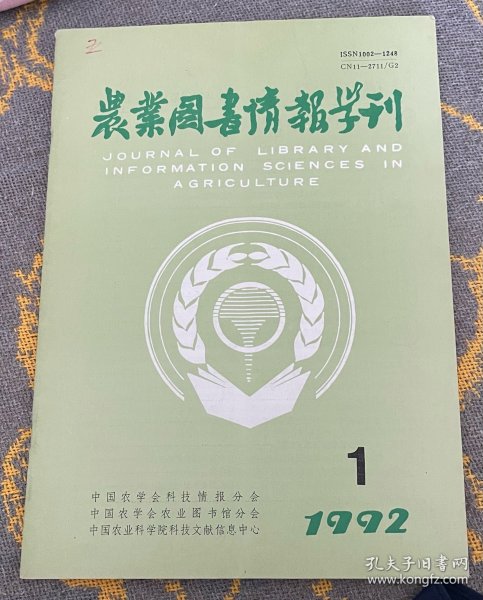 ISSN1002—1248
CN11—2711/G2
農業图書情報学刊
JOURNAL OF LIBRARY AND
INFORMATION SCIENCES IN
AGRICULTURE
1
中国农学会科技情报分会
中国农学会农业图书馆分会
中国农业科学院科技文献信息中心
1992
孔夫子旧书网
www.kongfz.com